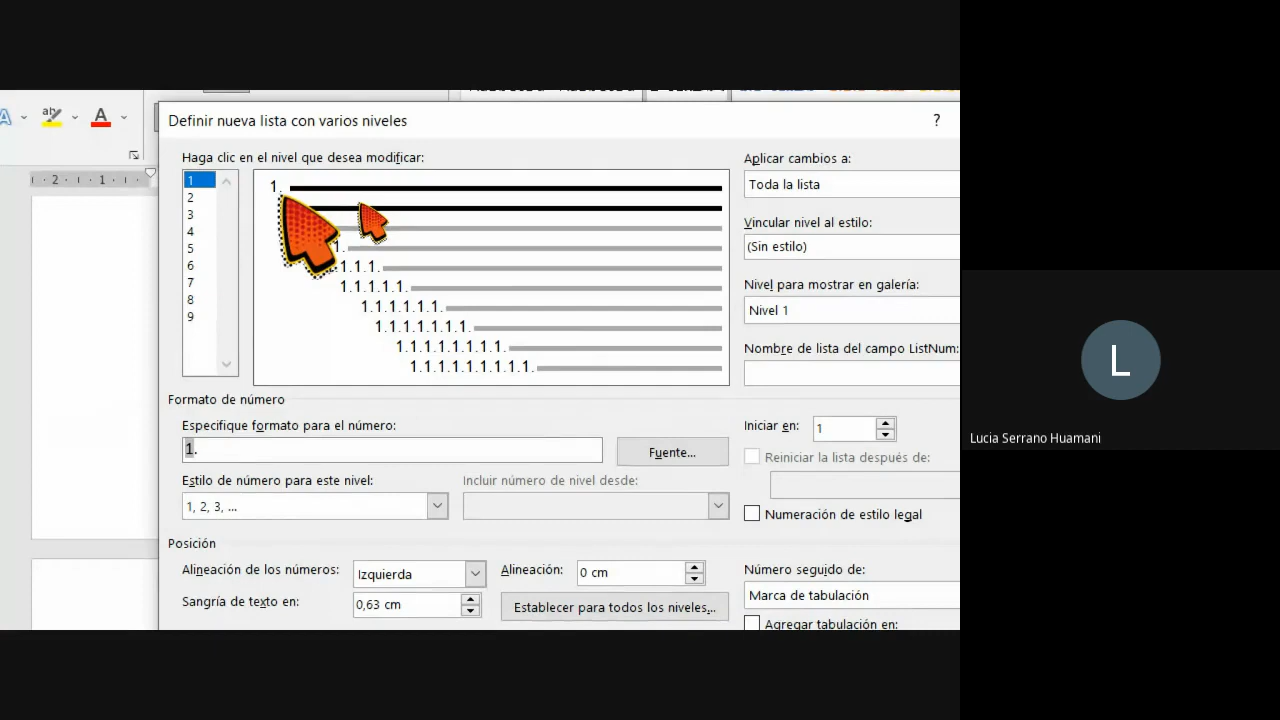 2 1
Definir nueva lista con varios niveles ?
Haga clic en el nivel que desea modificar:
1
2
3
4
5
6
7
8
9
1.
1.
1.1.1.
1.1.1.1.
1.1.1.1.1.1.
1.1.1.1.1.1.1.
1.1.1.1.1.1.1.1.
1.1.1.1.1.1.1.1.1.
Aplicar cambios a:
Toda la lista
Vincular nivel al estilo:
(Sin estilo)
Nivel para mostrar en galería:
Nivel 1
Nombre de lista del campo ListNum:
Formato de número
Especifique formato para el número:
1.
Fuente...
Iniciar en: 1
Reiniciar la lista después de:
Estilo de número para este nivel:
1, 2, 3, ...
Incluir número de nivel desde:
Numeración de estilo legal
Posición
Alineación de los números: Izquierda
Alineación: 0 cm
Sangría de texto en: 0,63 cm
Establecer para todos los niveles...
Número seguido de:
Marca de tabulación
Agregar tabulación en:
L
Lucia Serrano Huamani